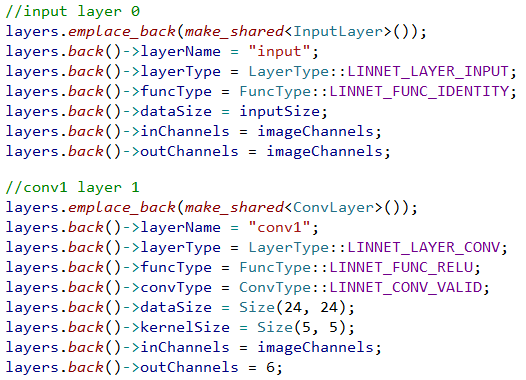 //input layer 0
layers.emplace_back(make_shared<InputLayer>());
layers.back()->layerName = "input";
layers.back()->layerType = LayerType::LINNET_LAYER_INPUT;
layers.back()->funcType = FuncType::LINNET_FUNC_IDENTITY;
layers.back()->dataSize = inputSize;
layers.back()->inChannels = imageChannels;
layers.back()->outChannels = imageChannels;
//conv1 layer 1
layers.emplace_back(make_shared<ConvLayer>());
layers.back()->layerName = "conv1";
layers.back()->layerType = LayerType::LINNET_LAYER_CONV;
layers.back()->funcType = FuncType::LINNET_FUNC_RELU;
layers.back()->convType = ConvType::LINNET_CONV_VALID;
layers.back()->dataSize = Size(24, 24);
layers.back()->kernelSize = Size(5, 5);
layers.back()->inChannels = imageChannels;
layers.back()->outChannels = 6;